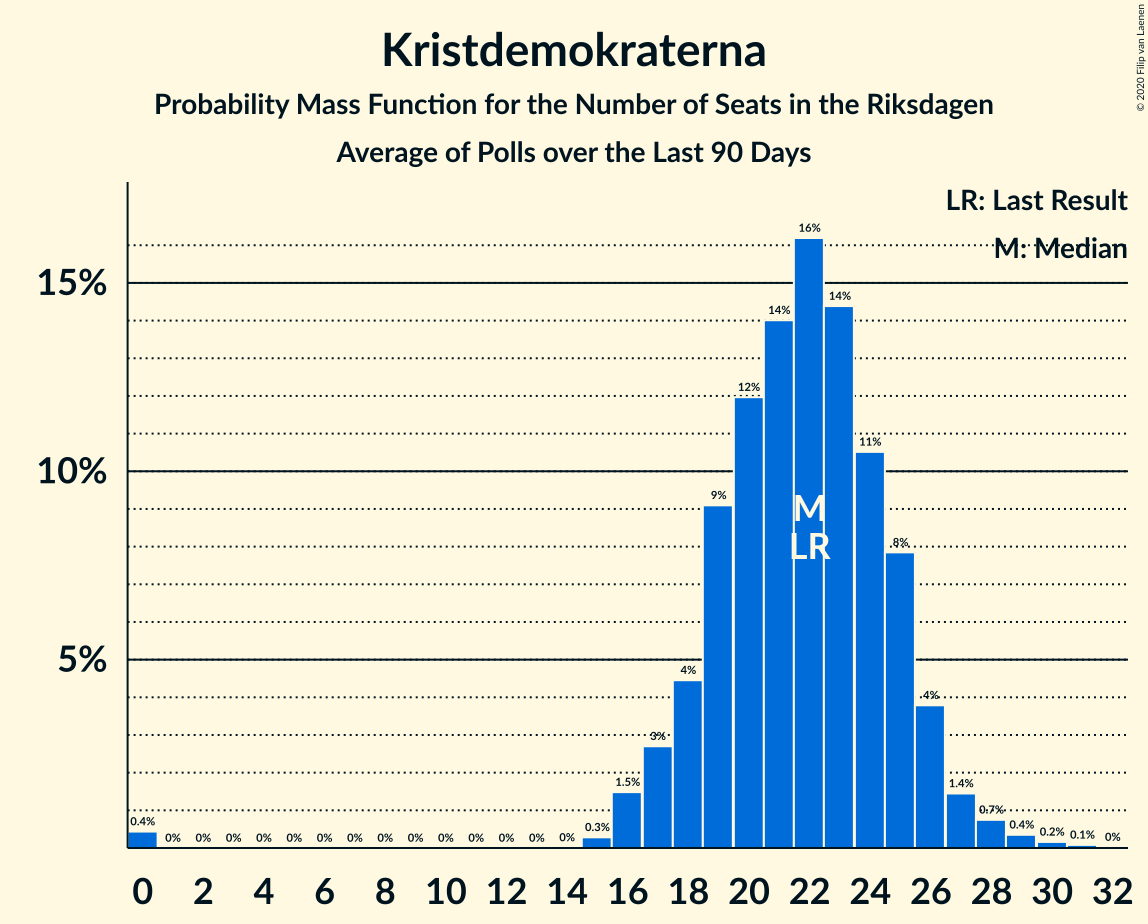 Kristdemokraterna
Probability Mass Function for the Number of Seats in the Riksdagen
Average of Polls over the Last 90 Days
© 2020 Filip van Laenen
LR: Last Result
M: Median
15%
10%
5%
0.4% 0% 0% 0% 0% 0% 0% 0% 0% 0% 0% 0% 0% 0% 0% 0.3% 1.5% 3% 4% 9% 12% 14% 16% 14% 11% 8% 4% 1.4% 0.7% 0.4% 0.2% 0.1% 0%
M
LR
0 2 4 6 8 10 12 14 16 18 20 22 24 26 28 30 32